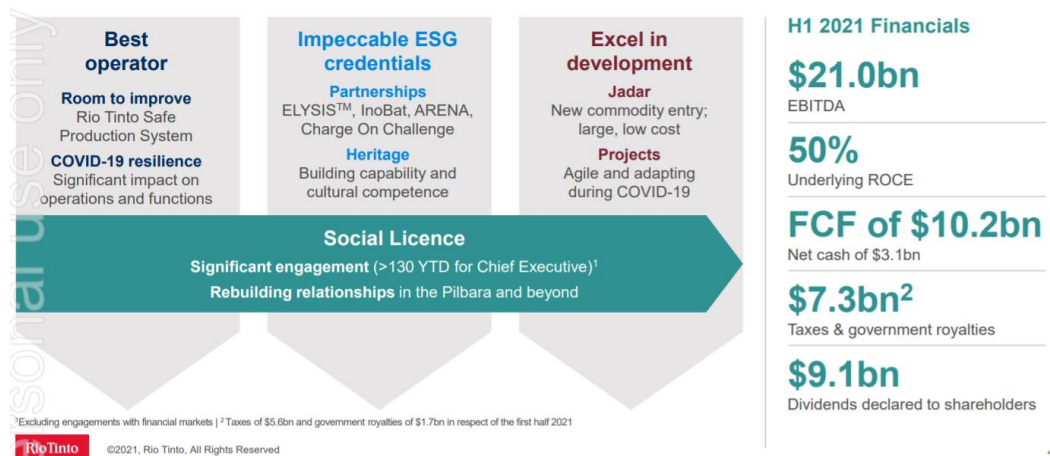 Best
operator
Room to improve
Rio Tinto Safe
Production System
COVID-19 resilience
Significant impact on
operations and functions
Impeccable ESG
credentials
Partnerships
ELYSIS™, InoBat, ARENA,
Charge On Challenge
Heritage
Building capability and
cultural competence
Excel in
development
Jadar
New commodity entry;
large, low cost
Projects
Agile and adapting
during COVID-19
Social Licence
Significant engagement (>130 YTD for Chief Executive)¹
Rebuilding relationships in the Pilbara and beyond
H1 2021 Financials
$21.0bn
EBITDA
50%
Underlying ROCE
FCF of $10.2bn
Net cash of $3.1bn
$7.3bn²
Taxes & government royalties
$9.1bn
Dividends declared to shareholders
¹Excluding engagements with financial markets | ² Taxes of $5.6bn and government royalties of $1.7bn in respect of the first half 2021
RioTinto
©2021, Rio Tinto, All Rights Reserved
ersonal use only